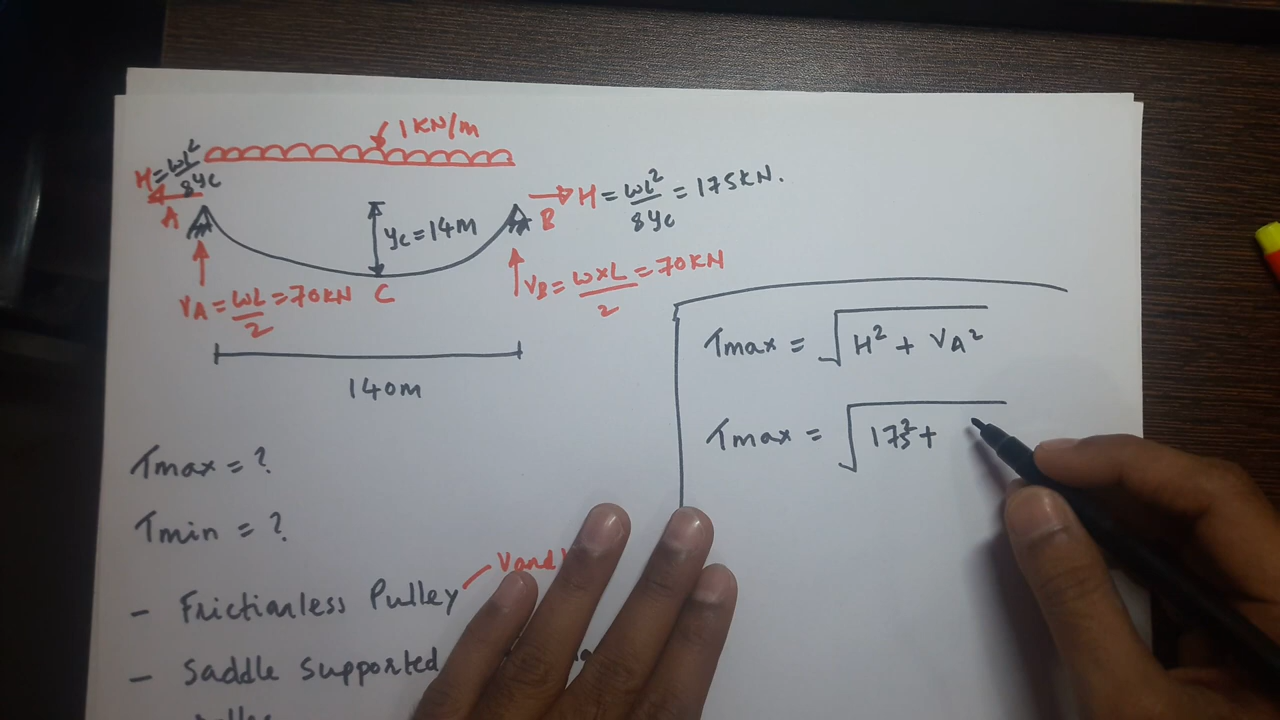 1KN/m
H = wl²/8yc
A
B
H = wl²/8yc = 175KN.
yc = 14m
VA = wL/2 = 70KN
C
VB = w×L/2 = 70KN
140m
Tmax = √H² + VA²
Tmax = √175² +
Tmax = ?
Tmin = ?
Vand
- Frictionless Pulley
- Saddle supported